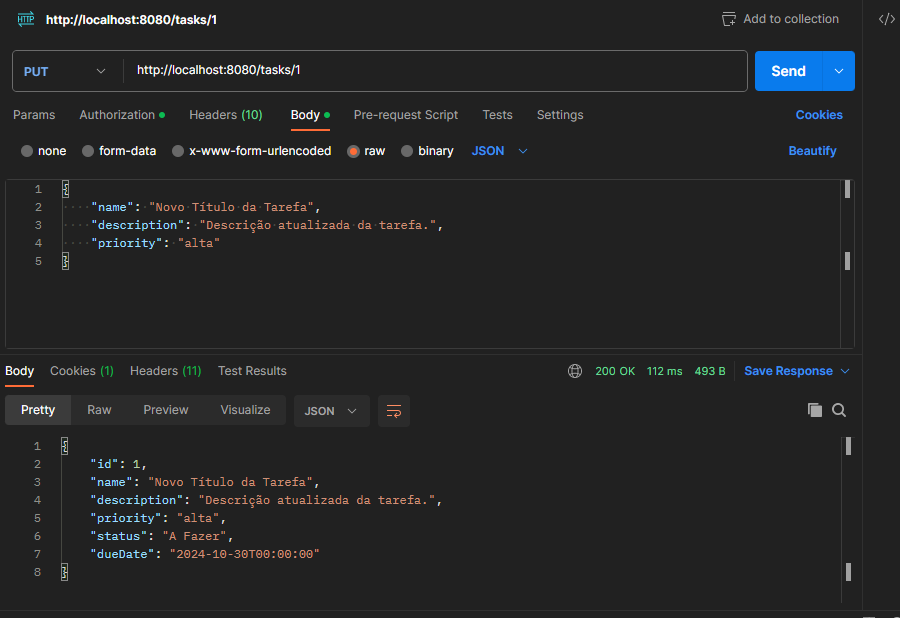 HTTP http://localhost:8080/tasks/1 Add to collection </>
PUT http://localhost:8080/tasks/1 Send
Params Authorization Headers (10) Body Pre-request Script Tests Settings Cookies
none form-data x-www-form-urlencoded raw binary JSON Beautify
1 {
2 "name": "Novo Título da Tarefa",
3 "description": "Descrição atualizada da tarefa.",
4 "priority": "alta"
5 }
Body Cookies (1) Headers (11) Test Results 200 OK 112 ms 493 B Save Response
Pretty Raw Preview Visualize JSON
1 {
2 "id": 1,
3 "name": "Novo Título da Tarefa",
4 "description": "Descrição atualizada da tarefa.",
5 "priority": "alta",
6 "status": "A Fazer",
7 "dueDate": "2024-10-30T00:00:00"
8 }